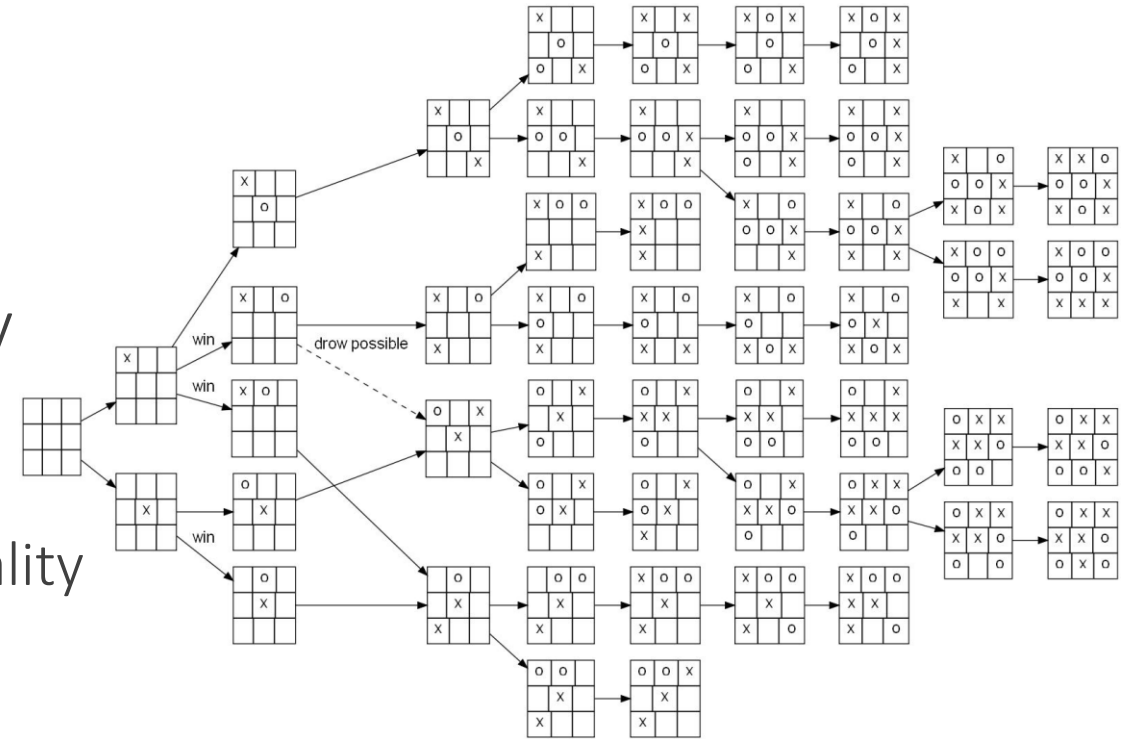 y
ality
X
X
win
win
win
X
O
X O
X O
O
X
O
X
drow possible
X
O
X
X O
X
O X
X
O
X
X
X
O
O X
X
O O
X
X O O
X
X O
O
X
O X
X
O
O X
O X
O O
X
X
O O
X
X
X X
O
O X
X
O O X
X
X O O
X
X
X O
O
X X
O X
X X
O
O X
O X
X
X O O
X
X
O O X
X
X
X O X
O
O X
X
O O X
O X
X O
O O X
X
X O
O
X O X
O X
X X
O O
O X
X X O
O
X O O
X
X O
X O X
O X
O X
X X
O O X
O X
X O
O O X
X X
X O
O X
X O X
O X
X X X
O O
O X X
X X O
O
X O O
X X
X O
X O
O O X
X O X
X O O
O O X
X X
O X X
X X O
O O
O X X
X X O
O O
X X O
O O X
X O X
X O O
O O X
X X X
O X X
X X O
O O X
O X X
X X O
O X O